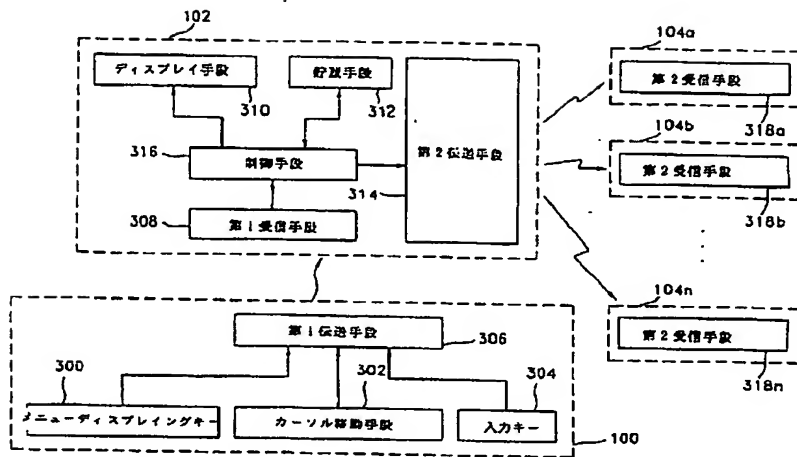 102
104a
ディスプレイ手段
貯蔵手段
第2受信手段
310
312
318a
104b
316
制御手段
第2伝送手段
第2受信手段
314
308
第1受信手段
318b
104n
第1伝送手段
306
第2受信手段
300
302
304
318n
メニューディスプレイングキー
カーソル移動手段
入力キー
100